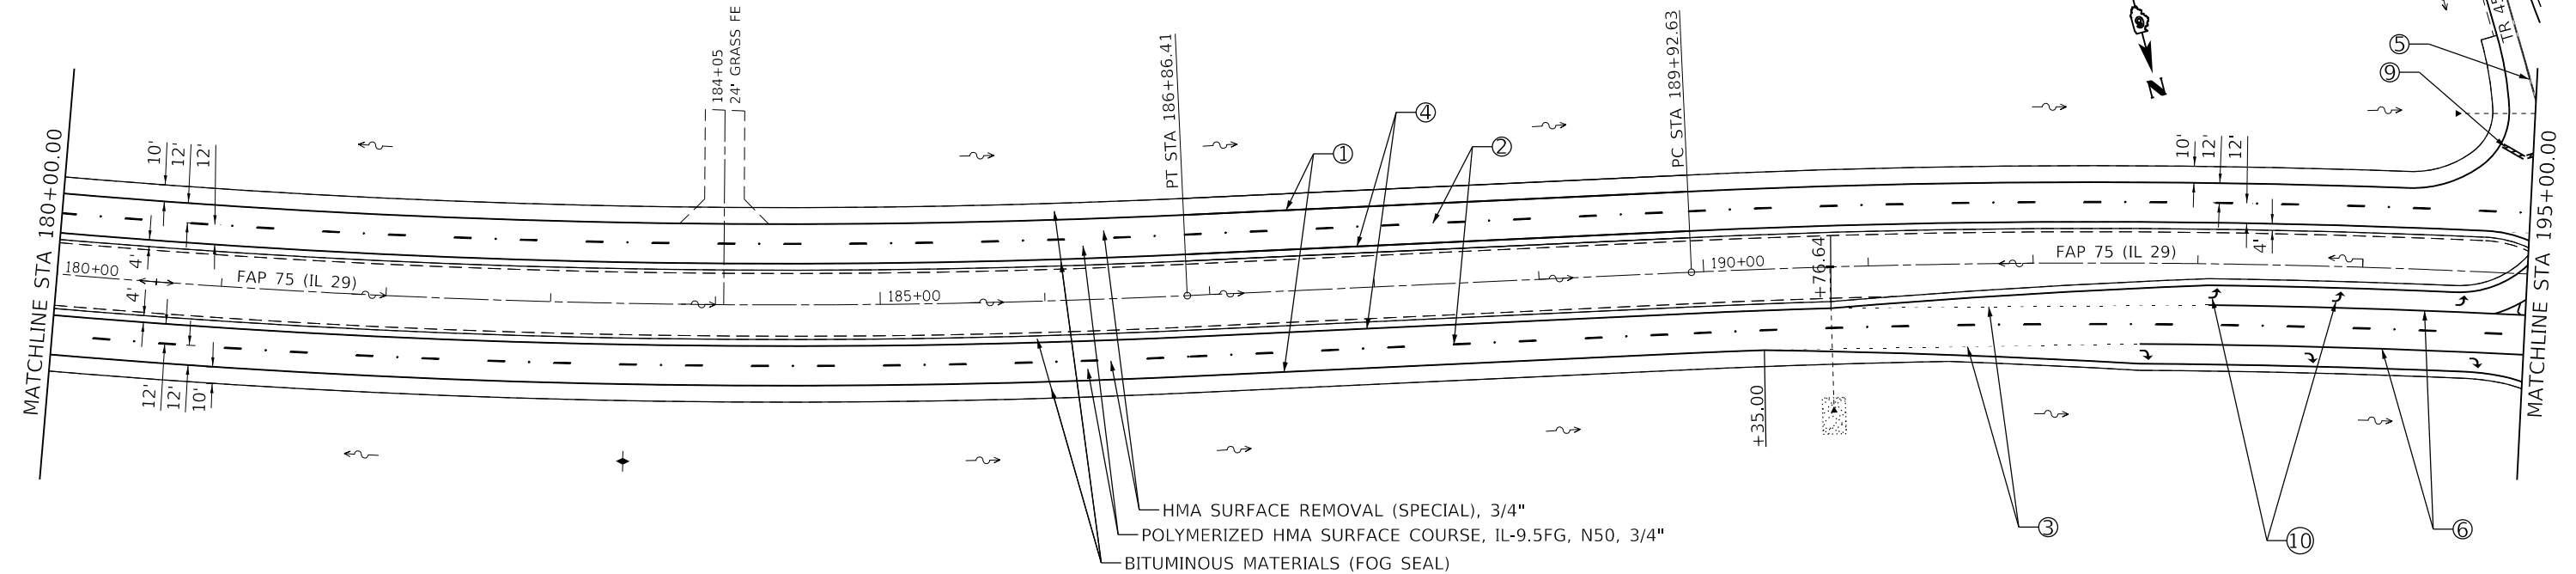 MATCHLINE STA 180+00.00
10'
12'
12'
4'
4'
12'
12'
10'
180+00
FAP 75 (IL 29)
184+05
24' GRASS FE
185+00
PT STA 186+86.41
①
④
②
PC STA 189+92.63
190+00
+76.64
+35.00
FAP 75 (IL 29)
10'
12'
12'
4'
N
⑤
⑨
MATCHLINE STA 195+00.00
③
⑩
⑥
HMA SURFACE REMOVAL (SPECIAL), 3/4"
POLYMERIZED HMA SURFACE COURSE, IL-9.5FG, N50, 3/4"
BITUMINOUS MATERIALS (FOG SEAL)